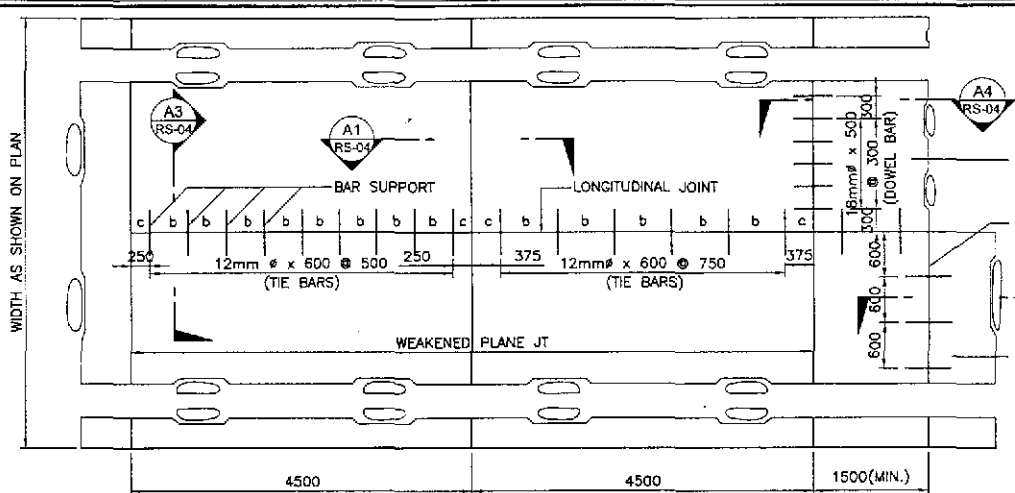 A3
RS-04
A1
RS-04
A4
RS-04
WIDTH AS SHOWN ON PLAN
BAR SUPPORT
LONGITUDINAL JOINT
300
18mmø x 500
@ 300
(DOWEL BAR)
300
c b b b b b b b b c c b b b b b c
250
12mm ø x 600 @ 500
(TIE BARS)
250
375
12mmø x 600 @ 750
(TIE BARS)
375
600
600
600
WEAKENED PLANE JT
4500
4500
1500(MIN.)